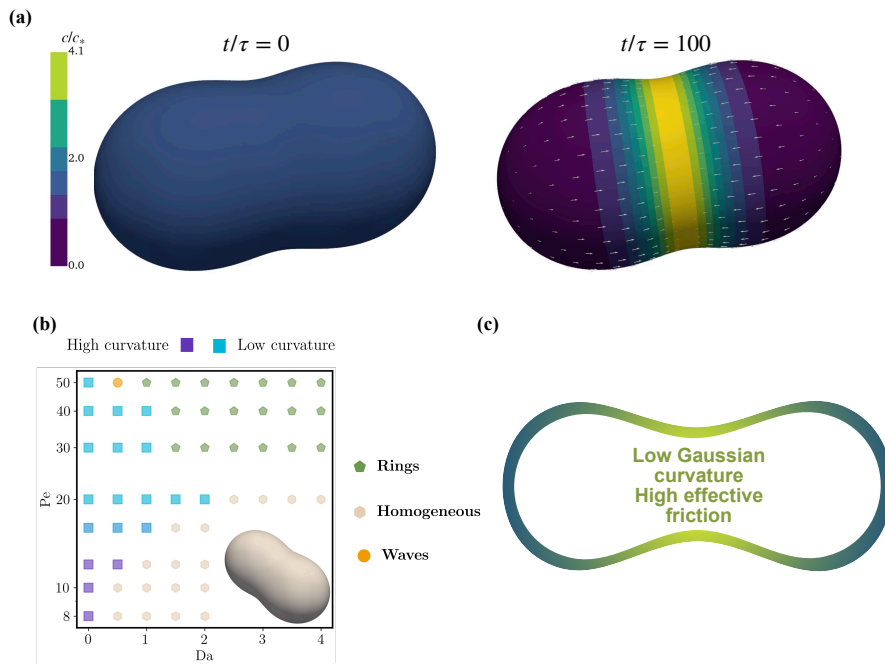 (a)
c/c*
4.1
2.0
0.0
t/τ = 0
t/τ = 100
(b)
High curvature
Low curvature
50
40
30
20
10
8
Pe
0 1 2 3 4
Da
Rings
Homogeneous
Waves
(c)
Low Gaussian
curvature
High effective
friction